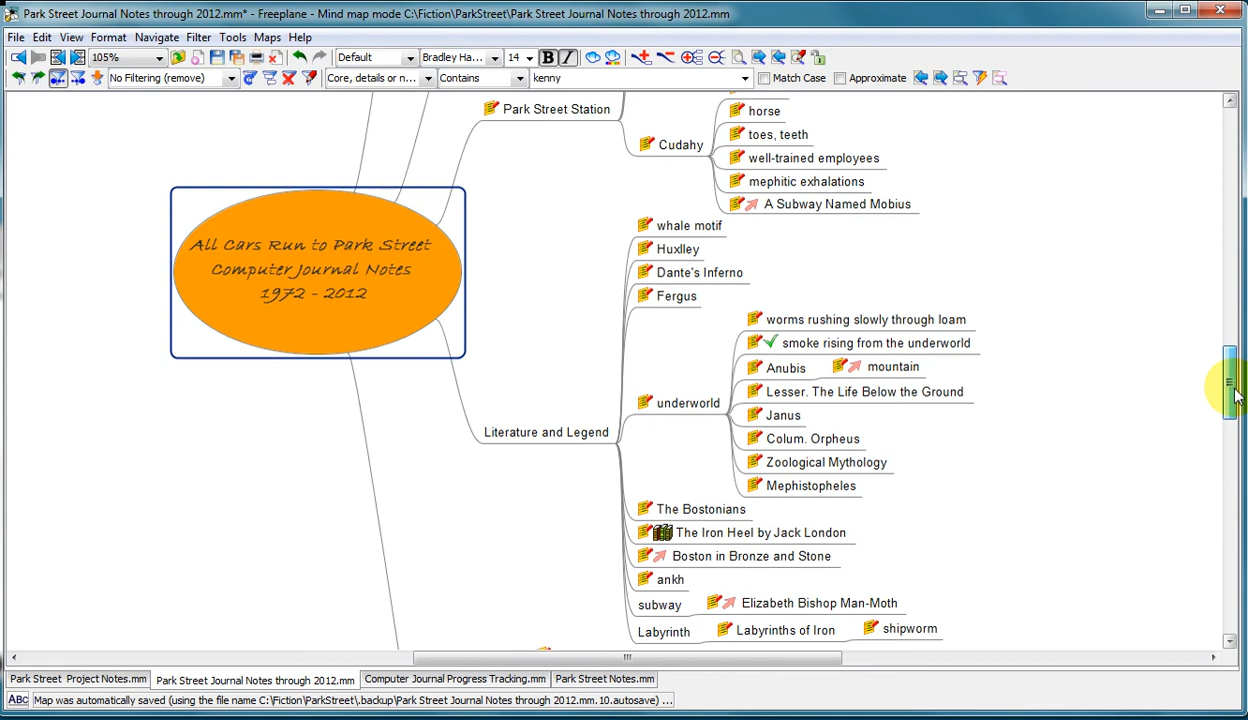 Park Street Journal Notes through 2012.mm* - Freeplane - Mind map mode C:\Fiction\ParkStreet\Park Street Journal Notes through 2012.mm
File Edit View Format Navigate Filter Tools Maps Help
105% Default Bradley Ha... 14 B I
No Filtering (remove) Core, details or n... Contains kenny Match Case Approximate
Park Street Station
horse
toes, teeth
Cudahy
well-trained employees
mephitic exhalations
A Subway Named Mobius
All Cars Run to Park Street
Computer Journal Notes
1972 - 2012
whale motif
Huxlley
Dante's Inferno
Fergus
worms rushing slowly through loam
smoke rising from the underworld
Anubis mountain
Lesser. The Life Below the Ground
underworld
Janus
Colum. Orpheus
Zoological Mythology
Mephistopheles
Literature and Legend
The Bostonians
The Iron Heel by Jack London
Boston in Bronze and Stone
ankh
subway Elizabeth Bishop Man-Moth
Labyrinth Labyrinths of Iron shipworm
Park Street Project Notes.mm Park Street Journal Notes through 2012.mm Computer Journal Progress Tracking.mm Park Street Notes.mm
ABC Map was automatically saved (using the file name C:\Fiction\ParkStreet\.backup\Park Street Journal Notes through 2012.mm.10.autosave) ...